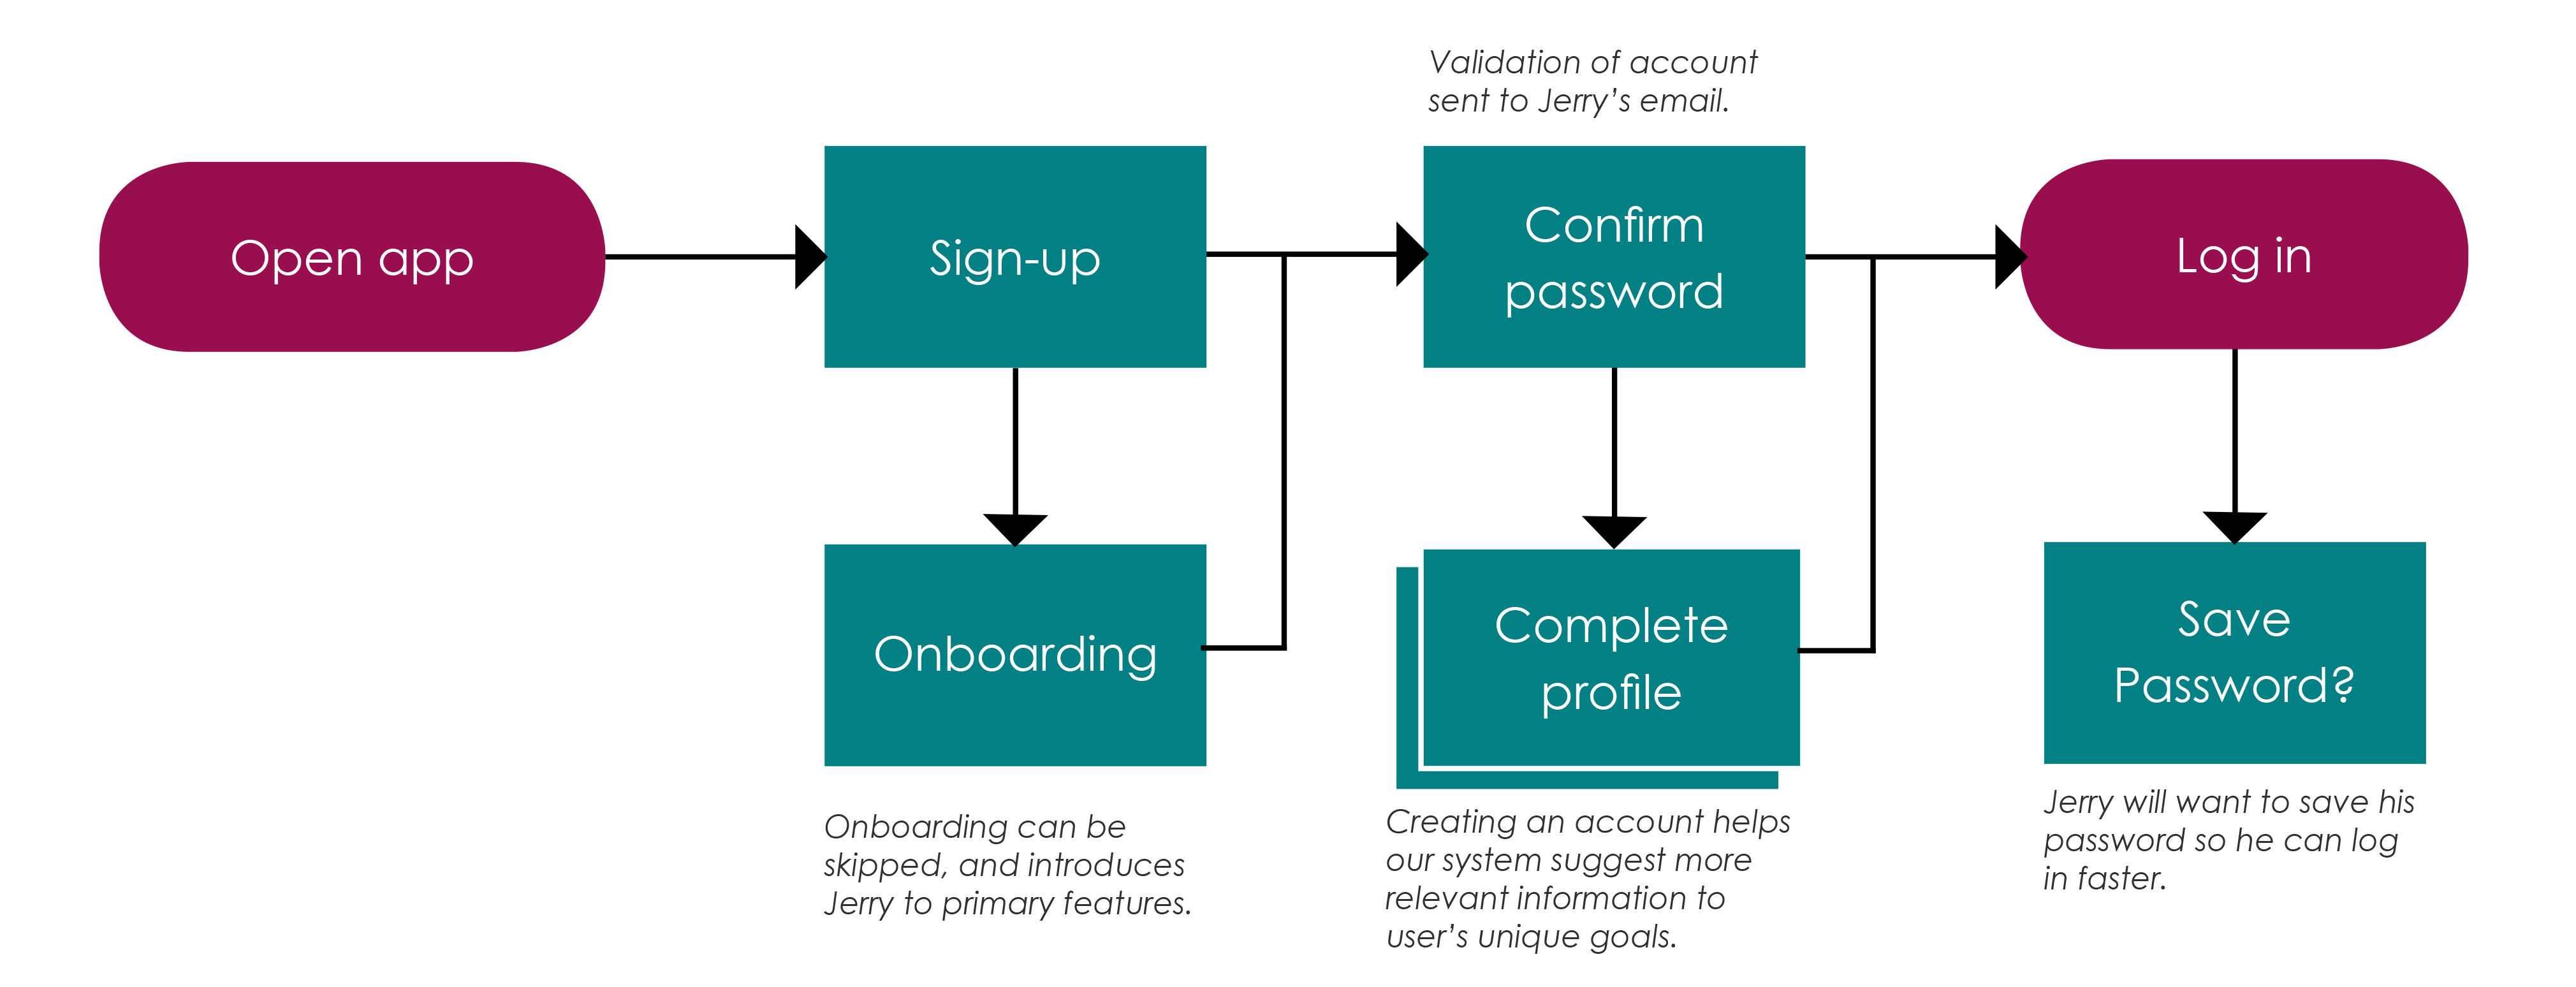 Validation of account
sent to Jerry's email.
Open app
Sign-up
Confirm
password
Log in
Onboarding
Complete
profile
Save
Password?
Onboarding can be
skipped, and introduces
Jerry to primary features.
Creating an account helps
our system suggest more
relevant information to
user's unique goals.
Jerry will want to save his
password so he can log
in faster.